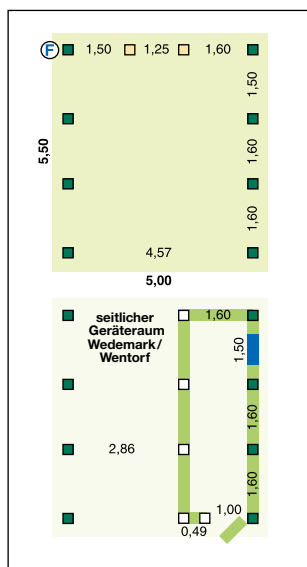 F 1,50 1,25 1,60
1,50
5,50
1,60
1,60
4,57
5,00
seitlicher
Geräteraum
Wedemark/
Wentorf
1,60
1,50
1,60
2,86
1,60
1,00
0,49